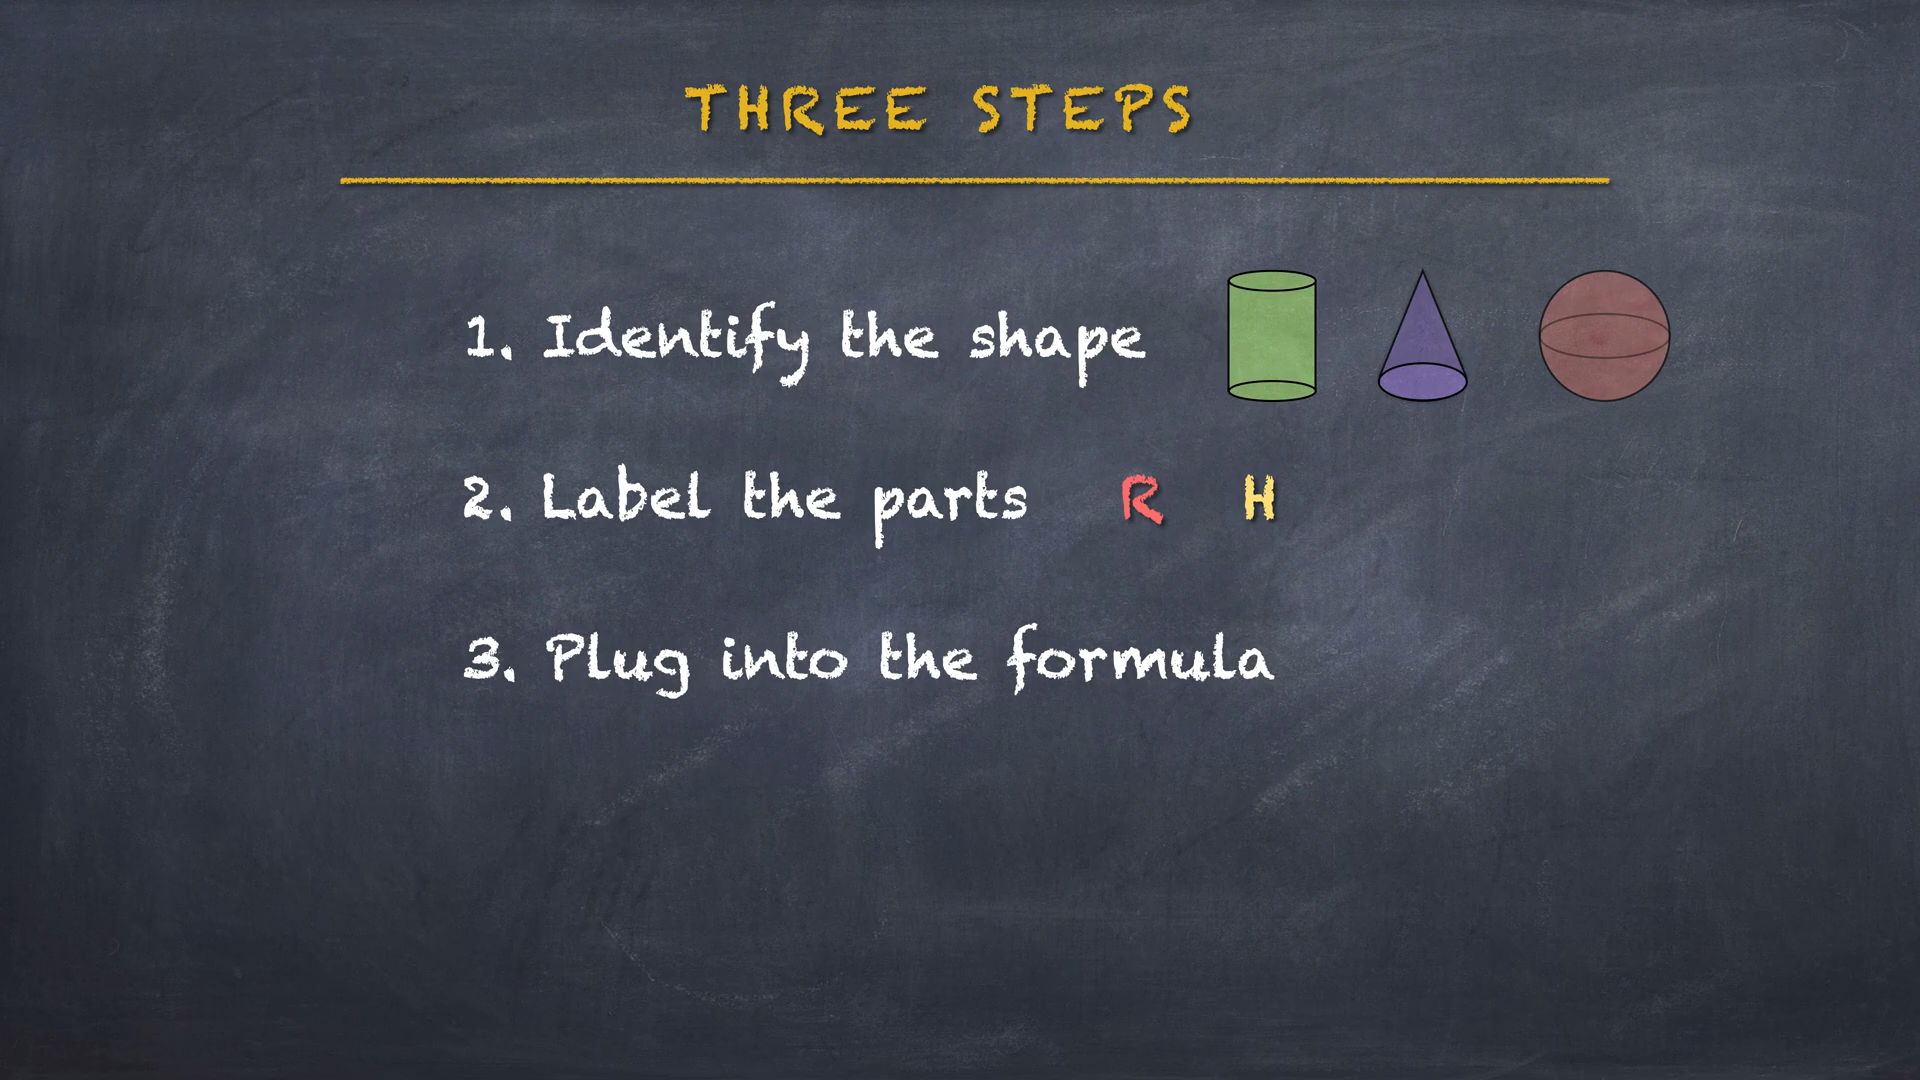 THREE STEPS
1. Identify the shape
2. Label the parts R H
3. Plug into the formula